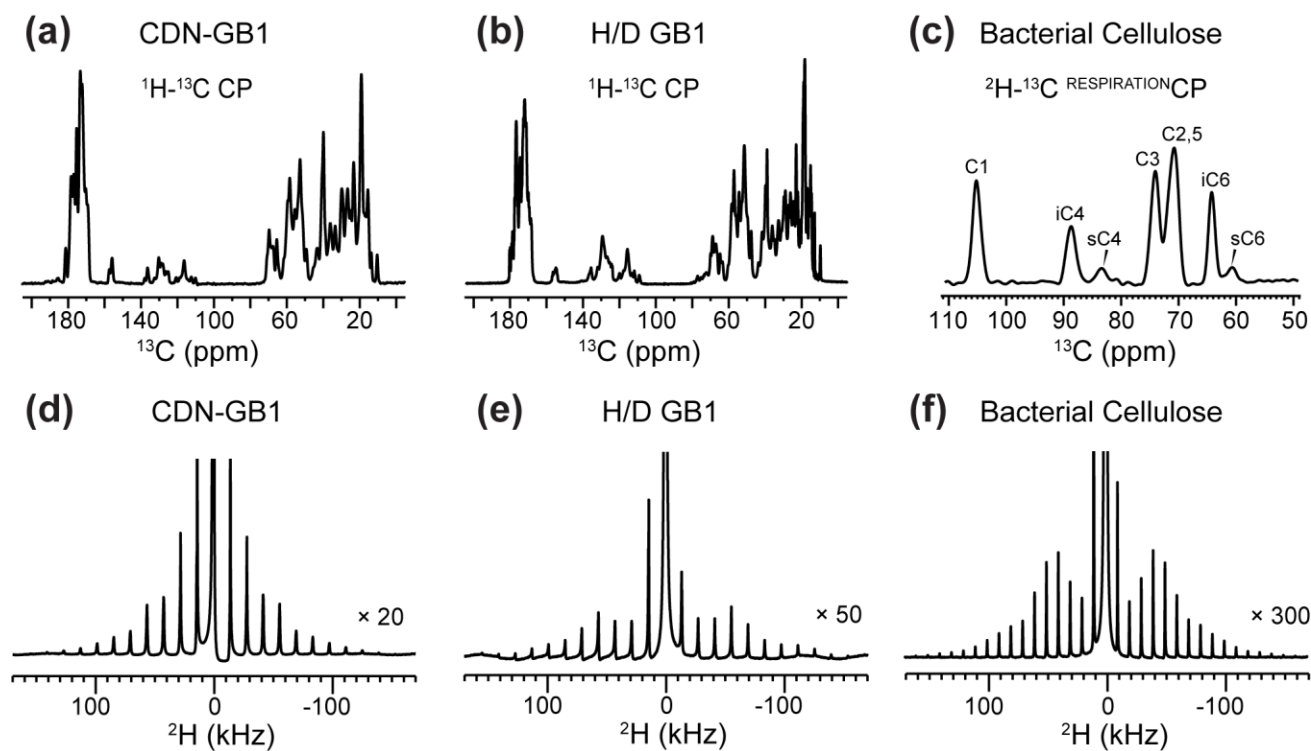 (a) CDN-GB1
¹H-¹³C CP
180 140 100 60 20
¹³C (ppm)
(b) H/D GB1
¹H-¹³C CP
180 140 100 60 20
¹³C (ppm)
(c) Bacterial Cellulose
²H-¹³C RESPIRATIONCP
C1
iC4
sC4
C3
C2,5
iC6
sC6
110 100 90 80 70 60 50
¹³C (ppm)
(d) CDN-GB1
× 20
100 0 -100
²H (kHz)
(e) H/D GB1
× 50
100 0 -100
²H (kHz)
(f) Bacterial Cellulose
× 300
100 0 -100
²H (kHz)